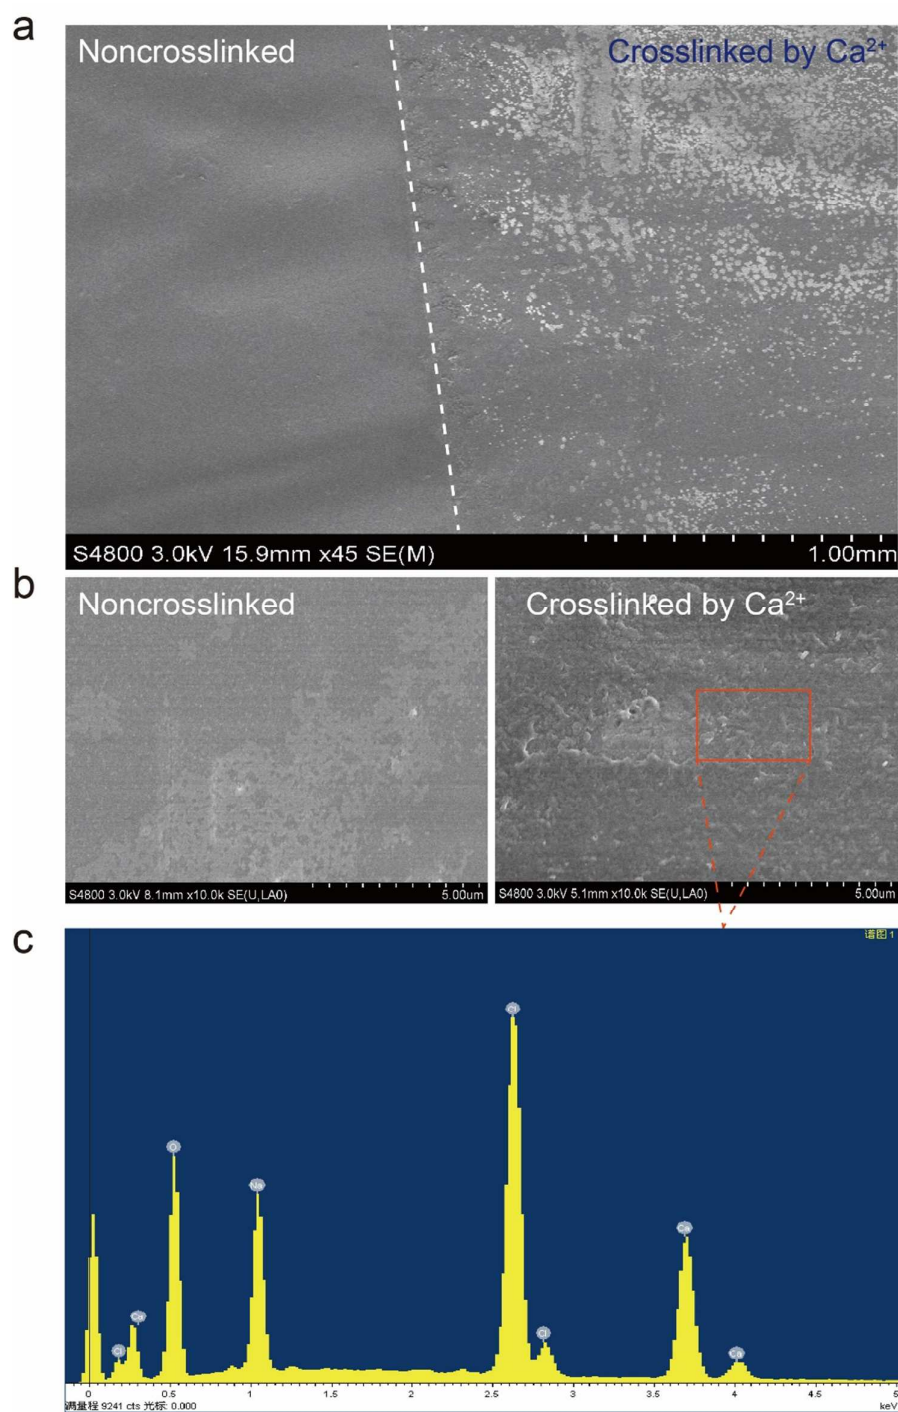 a
Noncrosslinked Crosslinked by Ca²⁺
S4800 3.0kV 15.9mm x45 SE(M) 1.00mm
b
Noncrosslinked
Crosslinked by Ca²⁺
S4800 3.0kV 8.1mm x10.0k SE(U,LA0) 5.00um
S4800 3.0kV 5.1mm x10.0k SE(U,LA0) 5.00um
c
谱图 1
Cl
O
Na
Ca
Ca
Cl
Cl
Ca
0 0.5 1 1.5 2 2.5 3 3.5 4 4.5 5
满量程 9241 cts 光标: 0.000 keV